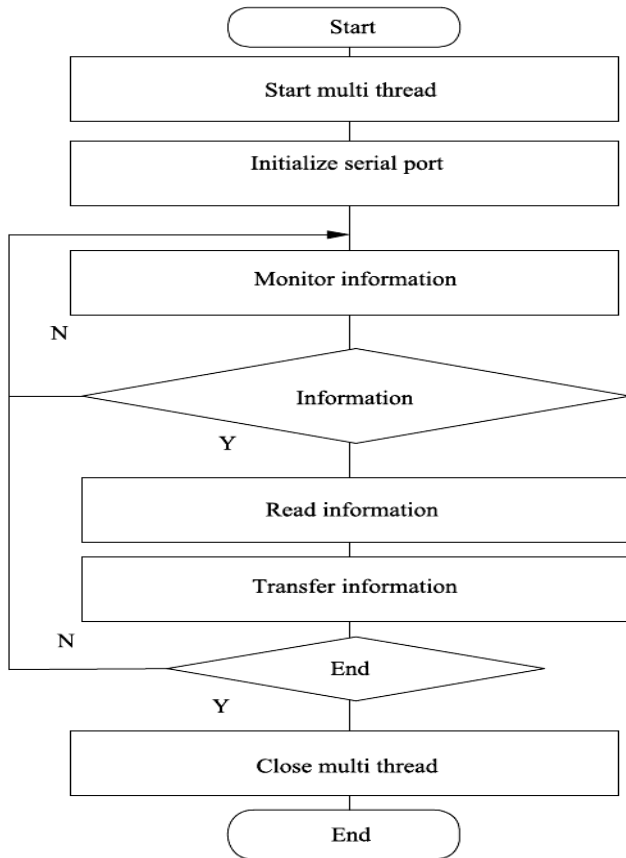 Start
Start multi thread
Initialize serial port
Monitor information
N
Information
Y
Read information
Transfer information
N
End
Y
Close multi thread
End